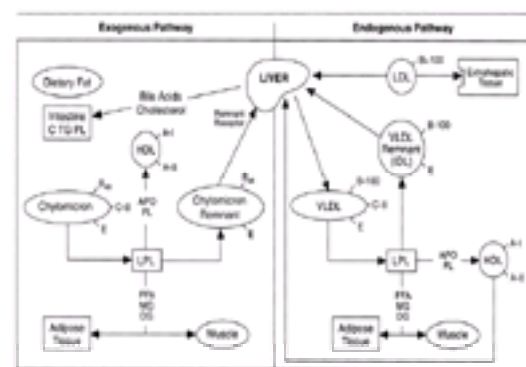 Exogenous Pathway
Endogenous Pathway
Dietary Fat
Bile Acids
Cholesterol
Intestine
C TG PL
LIVER
Remnant
Receptor
LDL
B-100
Extrahepatic
Tissue
HDL
A-I
A-II
VLDL
Remnant
(IDL)
B-100
E
Chylomicron
C-II
E
APO
PL
Chylomicron
Remnant
E
VLDL
B-100
C-II
E
LPL
LPL
APO
PL
HDL
A-I
A-II
FFA
MG
DG
FFA
MG
DG
Adipose
Tissue
Muscle
Adipose
Tissue
Muscle